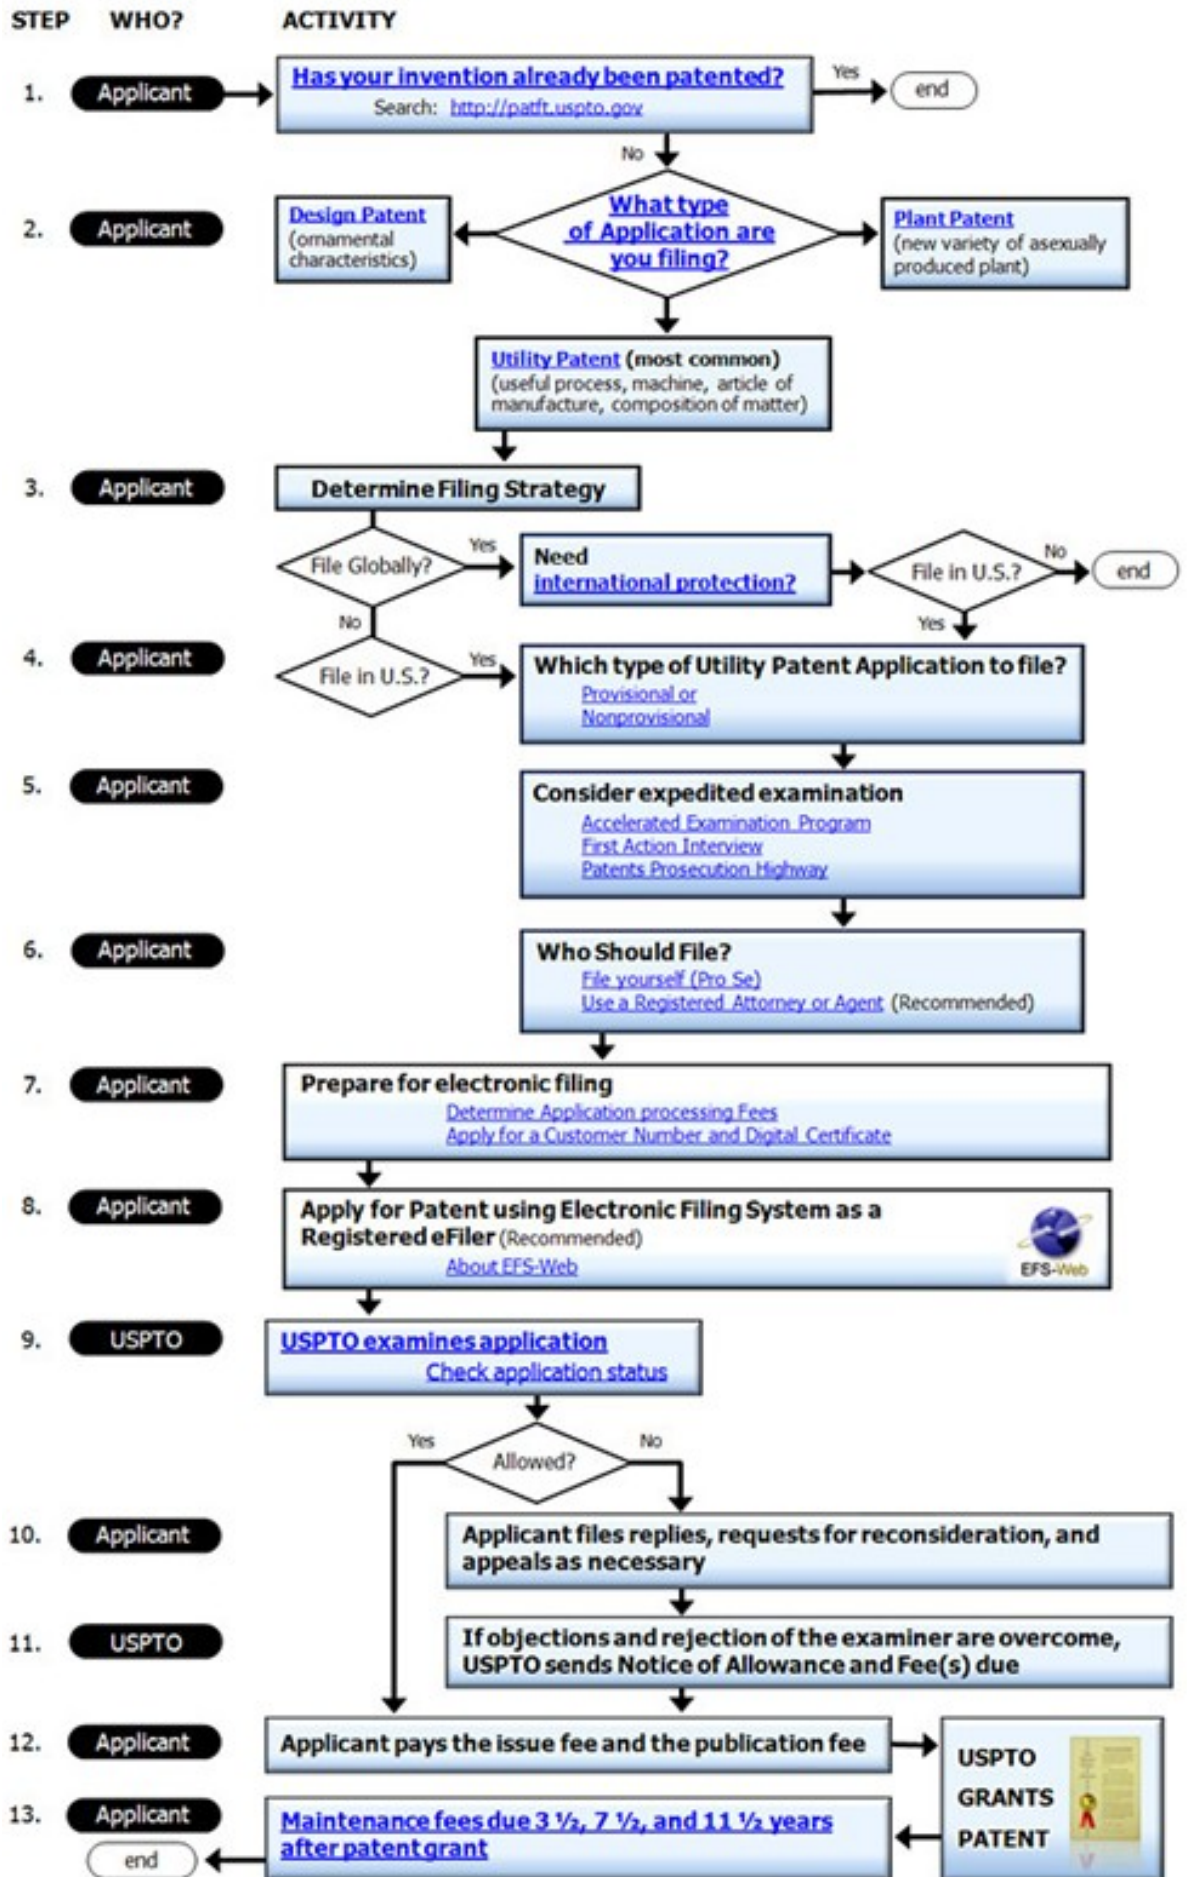 STEP WHO? ACTIVITY
1. Applicant
Has your invention already been patented?
Search: http://patft.uspto.gov
Yes
end
No
2. Applicant
Design Patent
(ornamental
characteristics)
What type
of Application are
you filing?
Plant Patent
(new variety of asexually
produced plant)
Utility Patent (most common)
(useful process, machine, article of
manufacture, composition of matter)
3. Applicant
Determine Filing Strategy
File Globally?
Yes
Need
international protection?
File in U.S.?
No
end
No
Yes
4. Applicant
File in U.S.?
Yes
Which type of Utility Patent Application to file?
Provisional or
Nonprovisional
5. Applicant
Consider expedited examination
Accelerated Examination Program
First Action Interview
Patents Prosecution Highway
6. Applicant
Who Should File?
File yourself (Pro Se)
Use a Registered Attorney or Agent (Recommended)
7. Applicant
Prepare for electronic filing
Determine Application processing Fees
Apply for a Customer Number and Digital Certificate
8. Applicant
Apply for Patent using Electronic Filing System as a
Registered eFiler (Recommended)
About EFS-Web
EFS-Web
9. USPTO
USPTO examines application
Check application status
Yes
Allowed?
No
10. Applicant
Applicant files replies, requests for reconsideration, and
appeals as necessary
11. USPTO
If objections and rejection of the examiner are overcome,
USPTO sends Notice of Allowance and Fee(s) due
12. Applicant
Applicant pays the issue fee and the publication fee
USPTO
GRANTS
PATENT
13. Applicant
Maintenance fees due 3 ½, 7 ½, and 11 ½ years
after patent grant
end